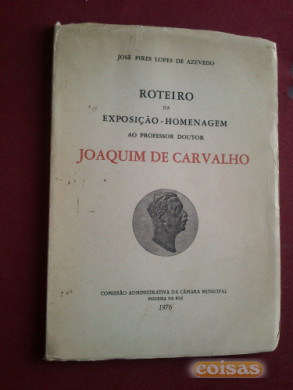 JOSÉ PIRES LOPES DE AZEVEDO
ROTEIRO
DA
EXPOSIÇÃO-HOMENAGEM
AO PROFESSOR DOUTOR
JOAQUIM DE CARVALHO
COMISSÃO ADMINISTRATIVA DA CÂMARA MUNICIPAL
FIGUEIRA DA FOZ
1976
coisas